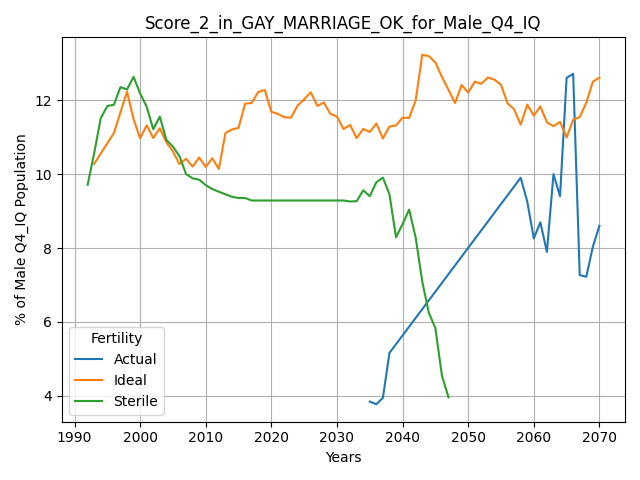 Score_2_in_GAY_MARRIAGE_OK_for_Male_Q4_IQ
% of Male Q4_IQ Population
12
10
8
6
4
Fertility
Actual
Ideal
Sterile
1990 2000 2010 2020 2030 2040 2050 2060 2070
Years